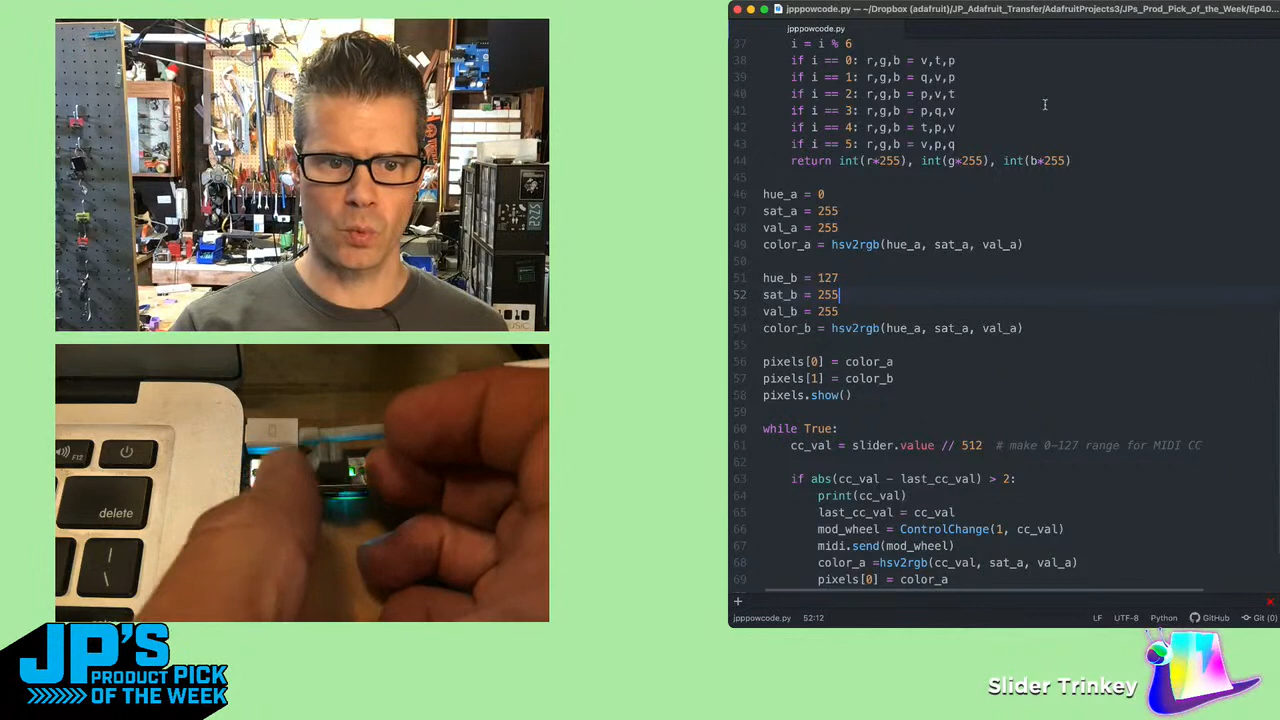 jpppowcode.py — ~/Dropbox (adafruit)/JP_Adafruit_Transfer/AdafruitProjects3/JPs_Prod_Pick_of_the_Week/Ep40...
jpppowcode.py
37 i = i % 6
38 if i == 0: r,g,b = v,t,p
39 if i == 1: r,g,b = q,v,p
40 if i == 2: r,g,b = p,v,t
41 if i == 3: r,g,b = p,q,v
42 if i == 4: r,g,b = t,p,v
43 if i == 5: r,g,b = v,p,q
44 return int(r*255), int(g*255), int(b*255)
45
46 hue_a = 0
47 sat_a = 255
48 val_a = 255
49 color_a = hsv2rgb(hue_a, sat_a, val_a)
50
51 hue_b = 127
52 sat_b = 255
53 val_b = 255
54 color_b = hsv2rgb(hue_a, sat_a, val_a)
55
56 pixels[0] = color_a
57 pixels[1] = color_b
58 pixels.show()
59
60 while True:
61 cc_val = slider.value // 512 # make 0-127 range for MIDI CC
62
63 if abs(cc_val - last_cc_val) > 2:
64 print(cc_val)
65 last_cc_val = cc_val
66 mod_wheel = ControlChange(1, cc_val)
67 midi.send(mod_wheel)
68 color_a =hsv2rgb(cc_val, sat_a, val_a)
69 pixels[0] = color_a
jpppowcode.py 52:12 LF UTF-8 Python GitHub Git (0)
MUSIC
F12
delete
|
\
JP'S
PRODUCT PICK
OF THE WEEK
Slider Trinkey